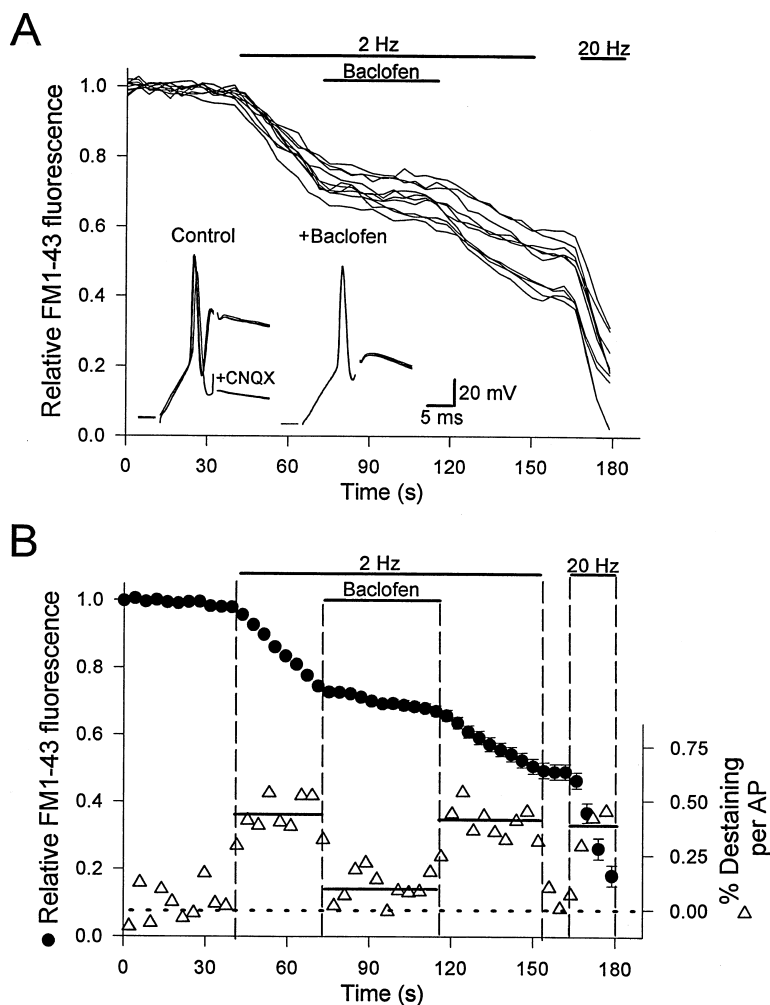 A
2 Hz
20 Hz
Baclofen
1.0
0.8
0.6
0.4
0.2
0.0
Relative FM1-43 fluorescence
Control
+Baclofen
+CNQX
20 mV
5 ms
0
30
60
90
120
150
180
Time (s)
B
2 Hz
20 Hz
Baclofen
1.0
0.8
0.6
0.4
0.2
0.0
● Relative FM1-43 fluorescence
0.75
0.50
0.25
0.00
% Destaining
per AP
△
0
30
60
90
120
150
180
Time (s)